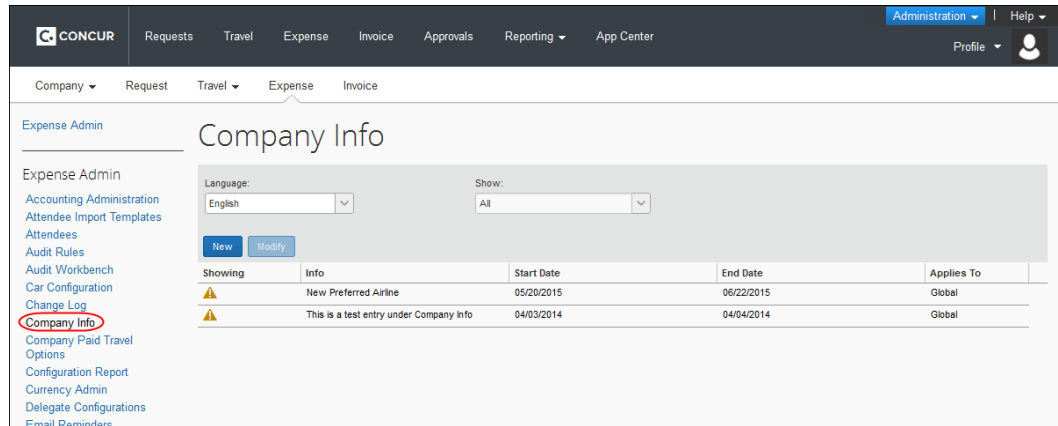 Administration | Help
CONCUR Requests Travel Expense Invoice Approvals Reporting App Center
Profile
Company Request Travel Expense Invoice
Expense Admin
Company Info
Expense Admin
Accounting Administration
Attendee Import Templates
Attendees
Audit Rules
Audit Workbench
Car Configuration
Change Log
Company Info
Company Paid Travel
Options
Configuration Report
Currency Admin
Delegate Configurations
Email Reminders
Language: Show:
English All
New Modify
Showing Info Start Date End Date Applies To
New Preferred Airline 05/20/2015 06/22/2015 Global
This is a test entry under Company Info 04/03/2014 04/04/2014 Global